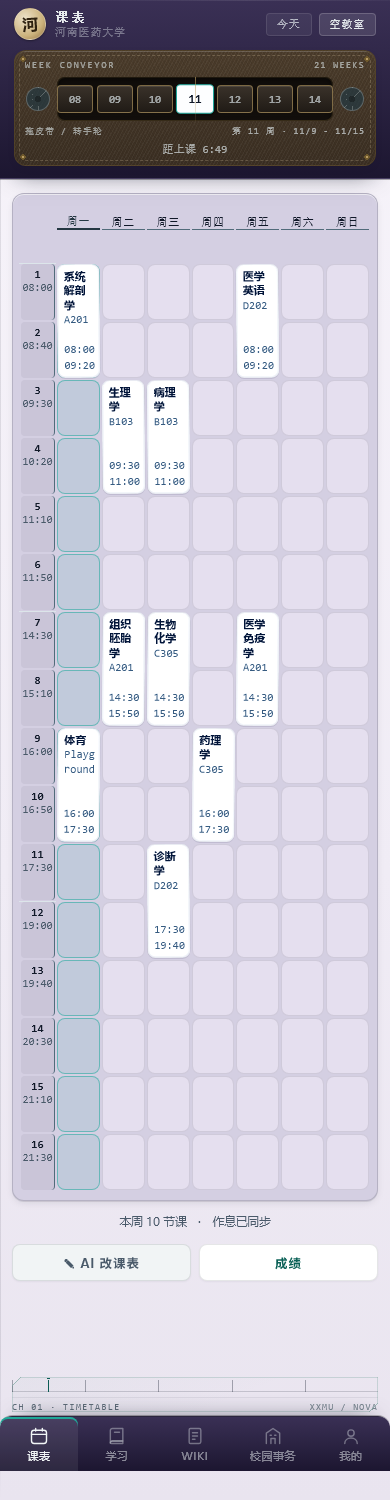 河
课表
河南医药大学
今天
空教室
WEEK CONVEYOR
21 WEEKS
08 09 10 11 12 13 14
拖皮带 / 转手轮
第 11 周 · 11/9 - 11/15
距上课 6:49
周一 周二 周三 周四 周五 周六 周日
1
08:00
系统
解剖
学
A201
08:00
09:20
医学
英语
D202
08:00
09:20
2
08:40
3
09:30
生理
学
B103
09:30
11:00
病理
学
B103
09:30
11:00
4
10:20
5
11:10
6
11:50
7
14:30
组织
胚胎
学
A201
14:30
15:50
生物
化学
C305
14:30
15:50
医学
免疫
学
A201
14:30
15:50
8
15:10
9
16:00
体育
Playg
round
16:00
17:30
药理
学
C305
16:00
17:30
10
16:50
11
17:30
诊断
学
D202
17:30
19:40
12
19:00
13
19:40
14
20:30
15
21:10
16
21:30
本周 10 节课 · 作息已同步
AI 改课表
成绩
CH 01 · TIMETABLE
XXMU / NOVA
课表
学习
WIKI
校园事务
我的